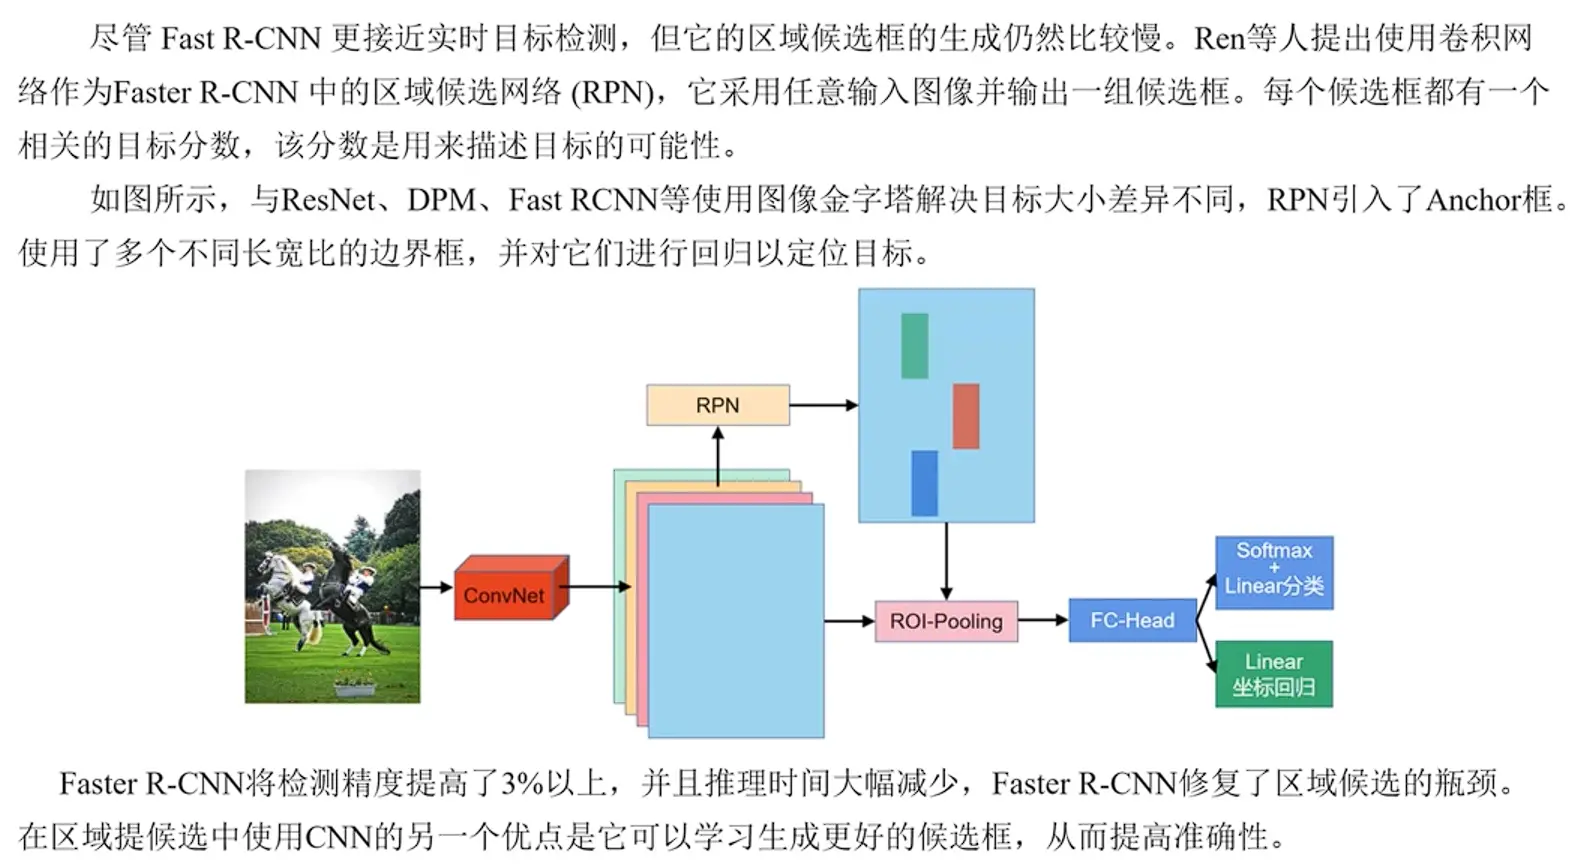 尽管 Fast R-CNN 更接近实时目标检测，但它的区域候选框的生成仍然比较慢。Ren等人提出使用卷积网
络作为Faster R-CNN 中的区域候选网络 (RPN)，它采用任意输入图像并输出一组候选框。每个候选框都有一个
相关的目标分数，该分数是用来描述目标的可能性。
如图所示，与ResNet、DPM、Fast RCNN等使用图像金字塔解决目标大小差异不同，RPN引入了Anchor框。
使用了多个不同长宽比的边界框，并对它们进行回归以定位目标。
RPN
ConvNet
ROI-Pooling
FC-Head
Softmax
+
Linear分类
Linear
坐标回归
Faster R-CNN将检测精度提高了3%以上，并且推理时间大幅减少，Faster R-CNN修复了区域候选的瓶颈。
在区域提候选中使用CNN的另一个优点是它可以学习生成更好的候选框，从而提高准确性。